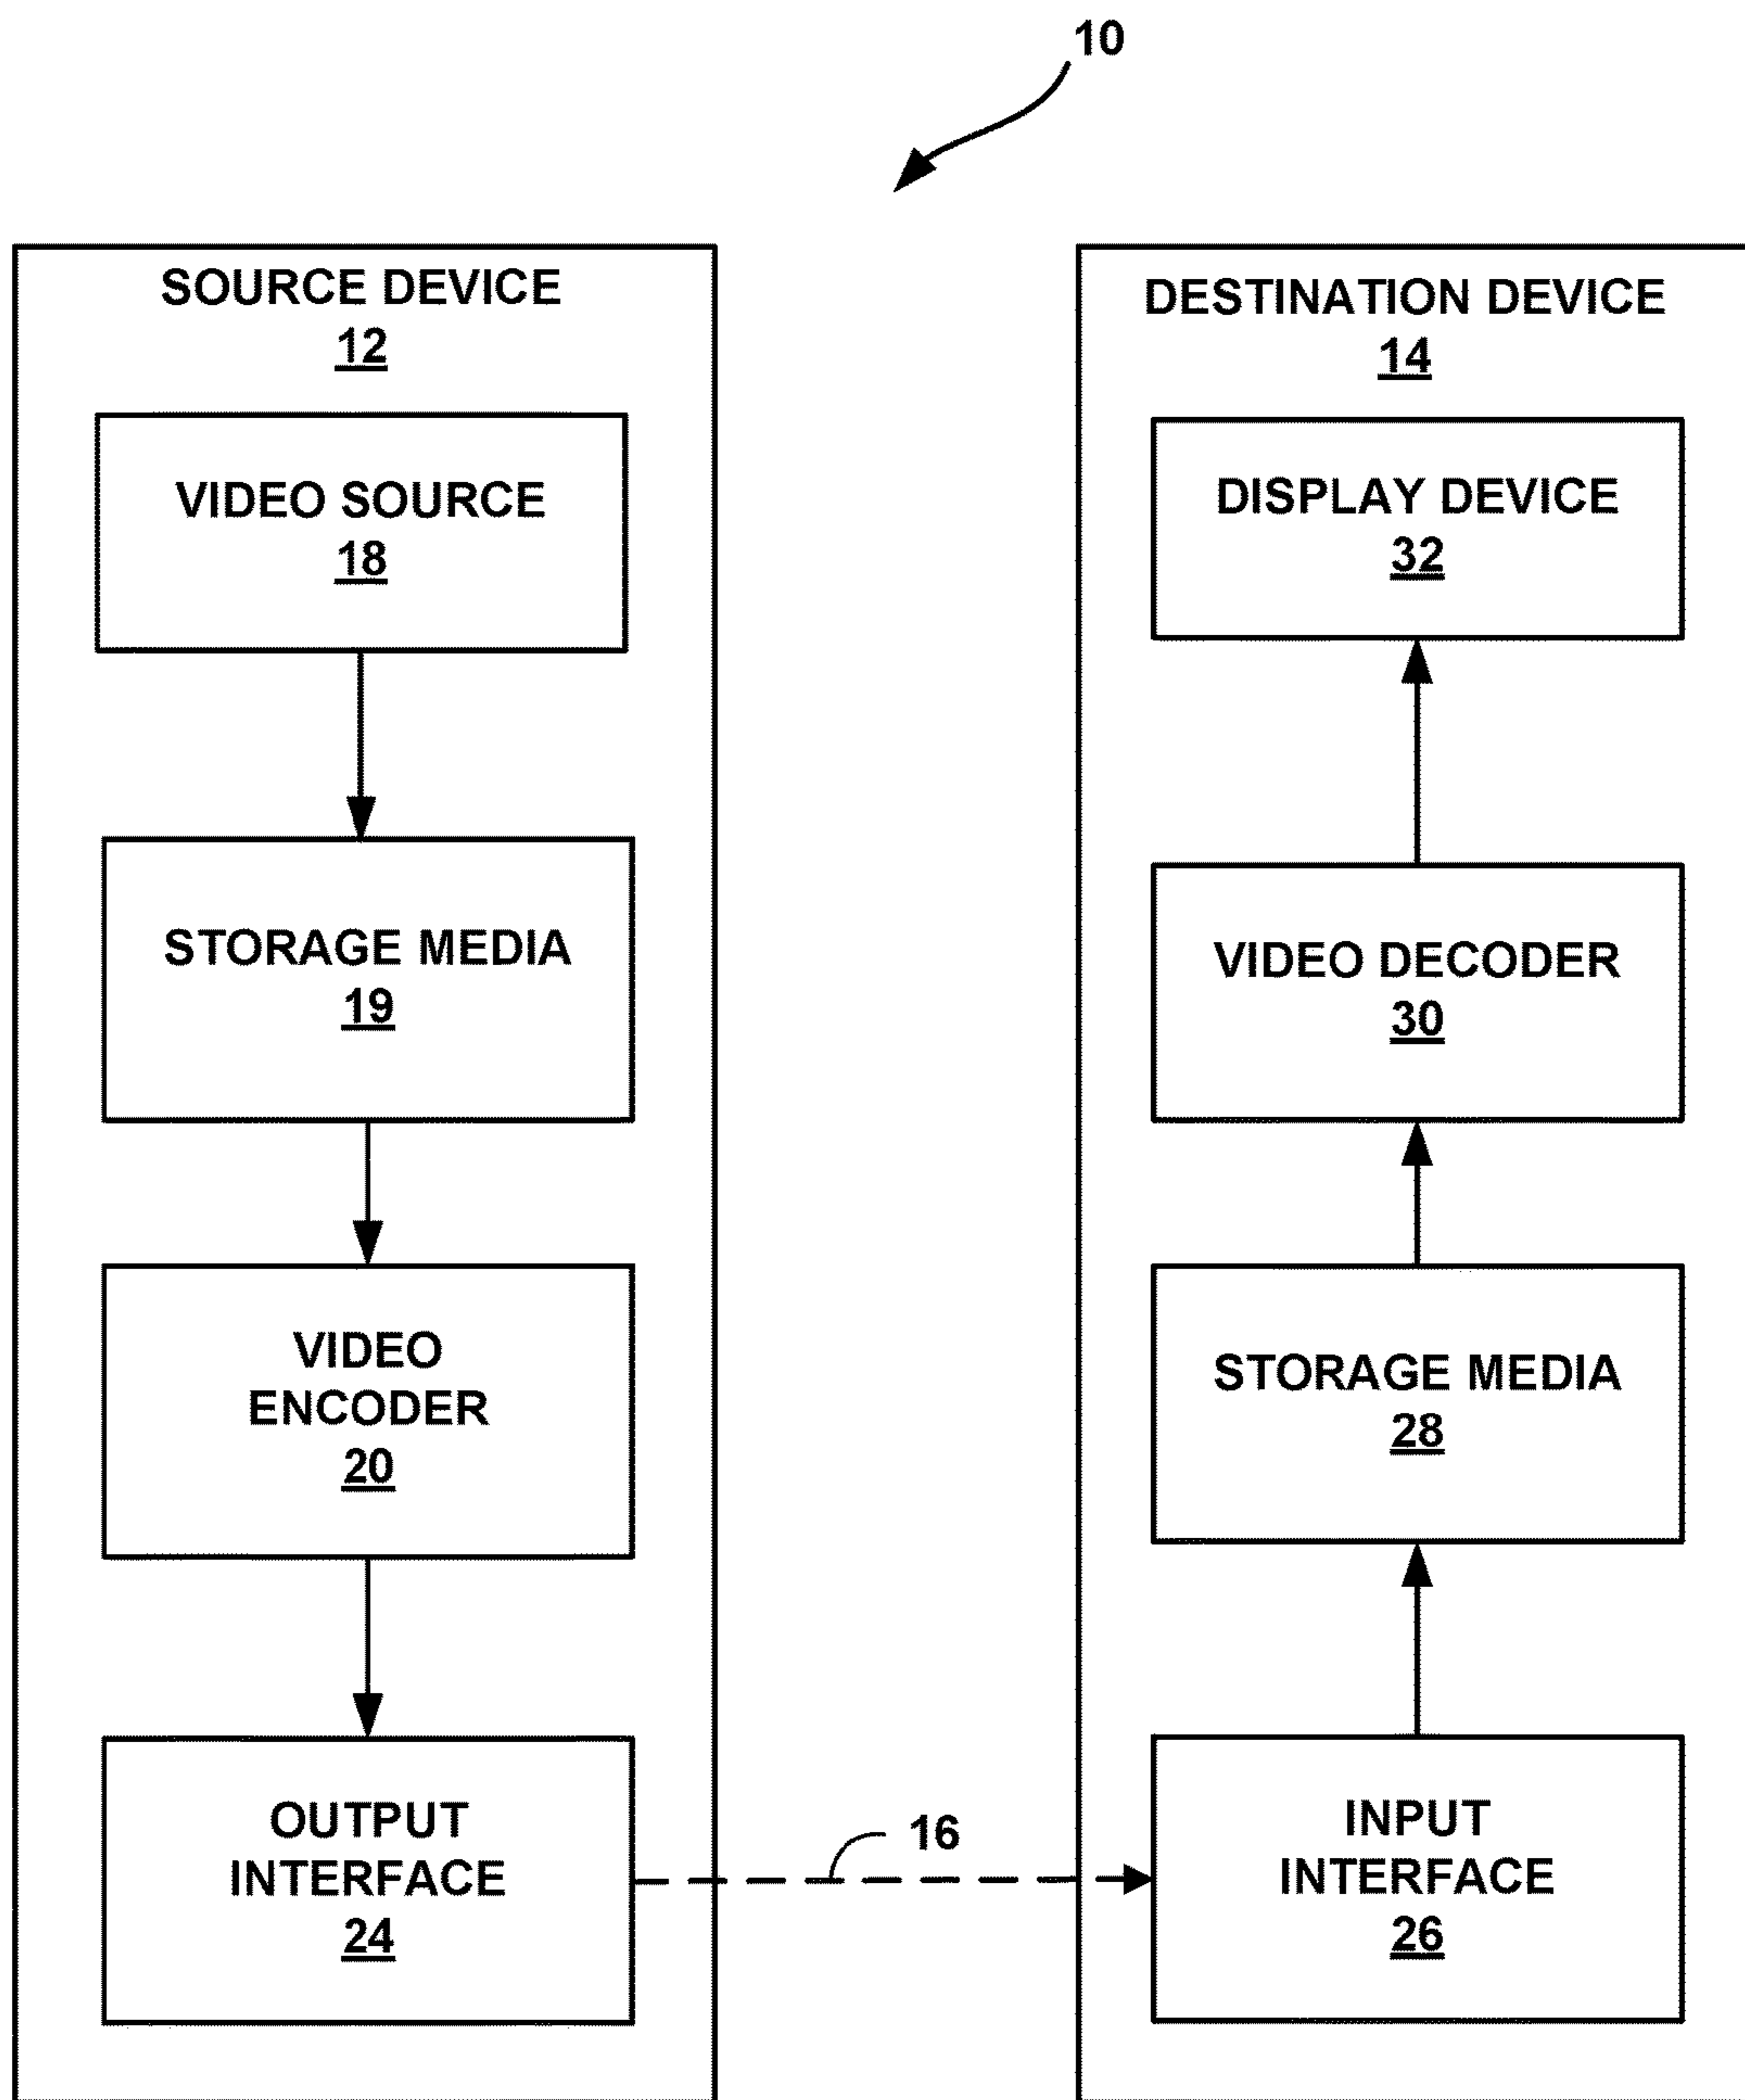 10
SOURCE DEVICE
12
VIDEO SOURCE
18
STORAGE MEDIA
19
VIDEO
ENCODER
20
OUTPUT
INTERFACE
24
16
DESTINATION DEVICE
14
DISPLAY DEVICE
32
VIDEO DECODER
30
STORAGE MEDIA
28
INPUT
INTERFACE
26